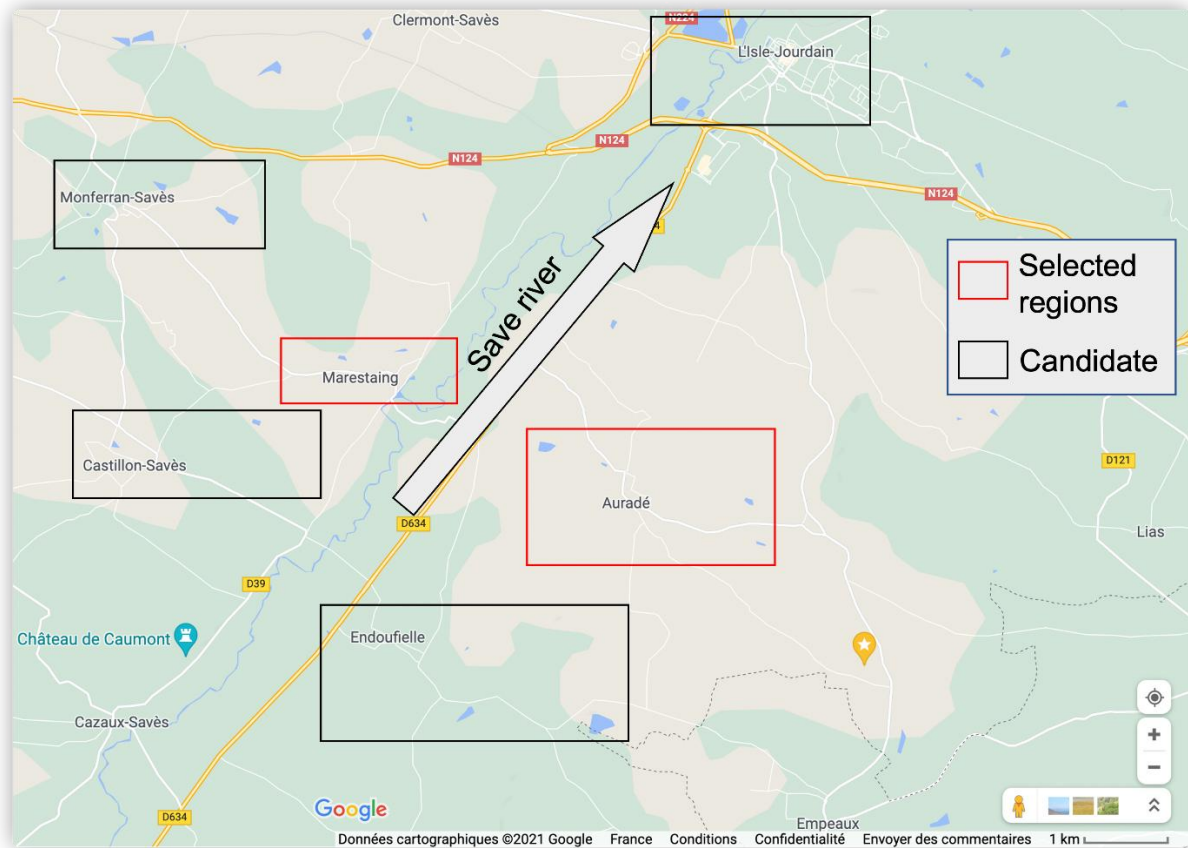 Clermont-Savès
N224
L'Isle-Jourdain
N124
N124
N124
Monferran-Savès
4
Selected
regions
Candidate
Save river
Marestaing
Castillon-Savès
D121
Auradé
D634
Lias
D39
Endoufielle
Château de Caumont
Cazaux-Savès
Google
D634
Empeaux
Données cartographiques ©2021 Google France Conditions Confidentialité Envoyer des commentaires 1 km